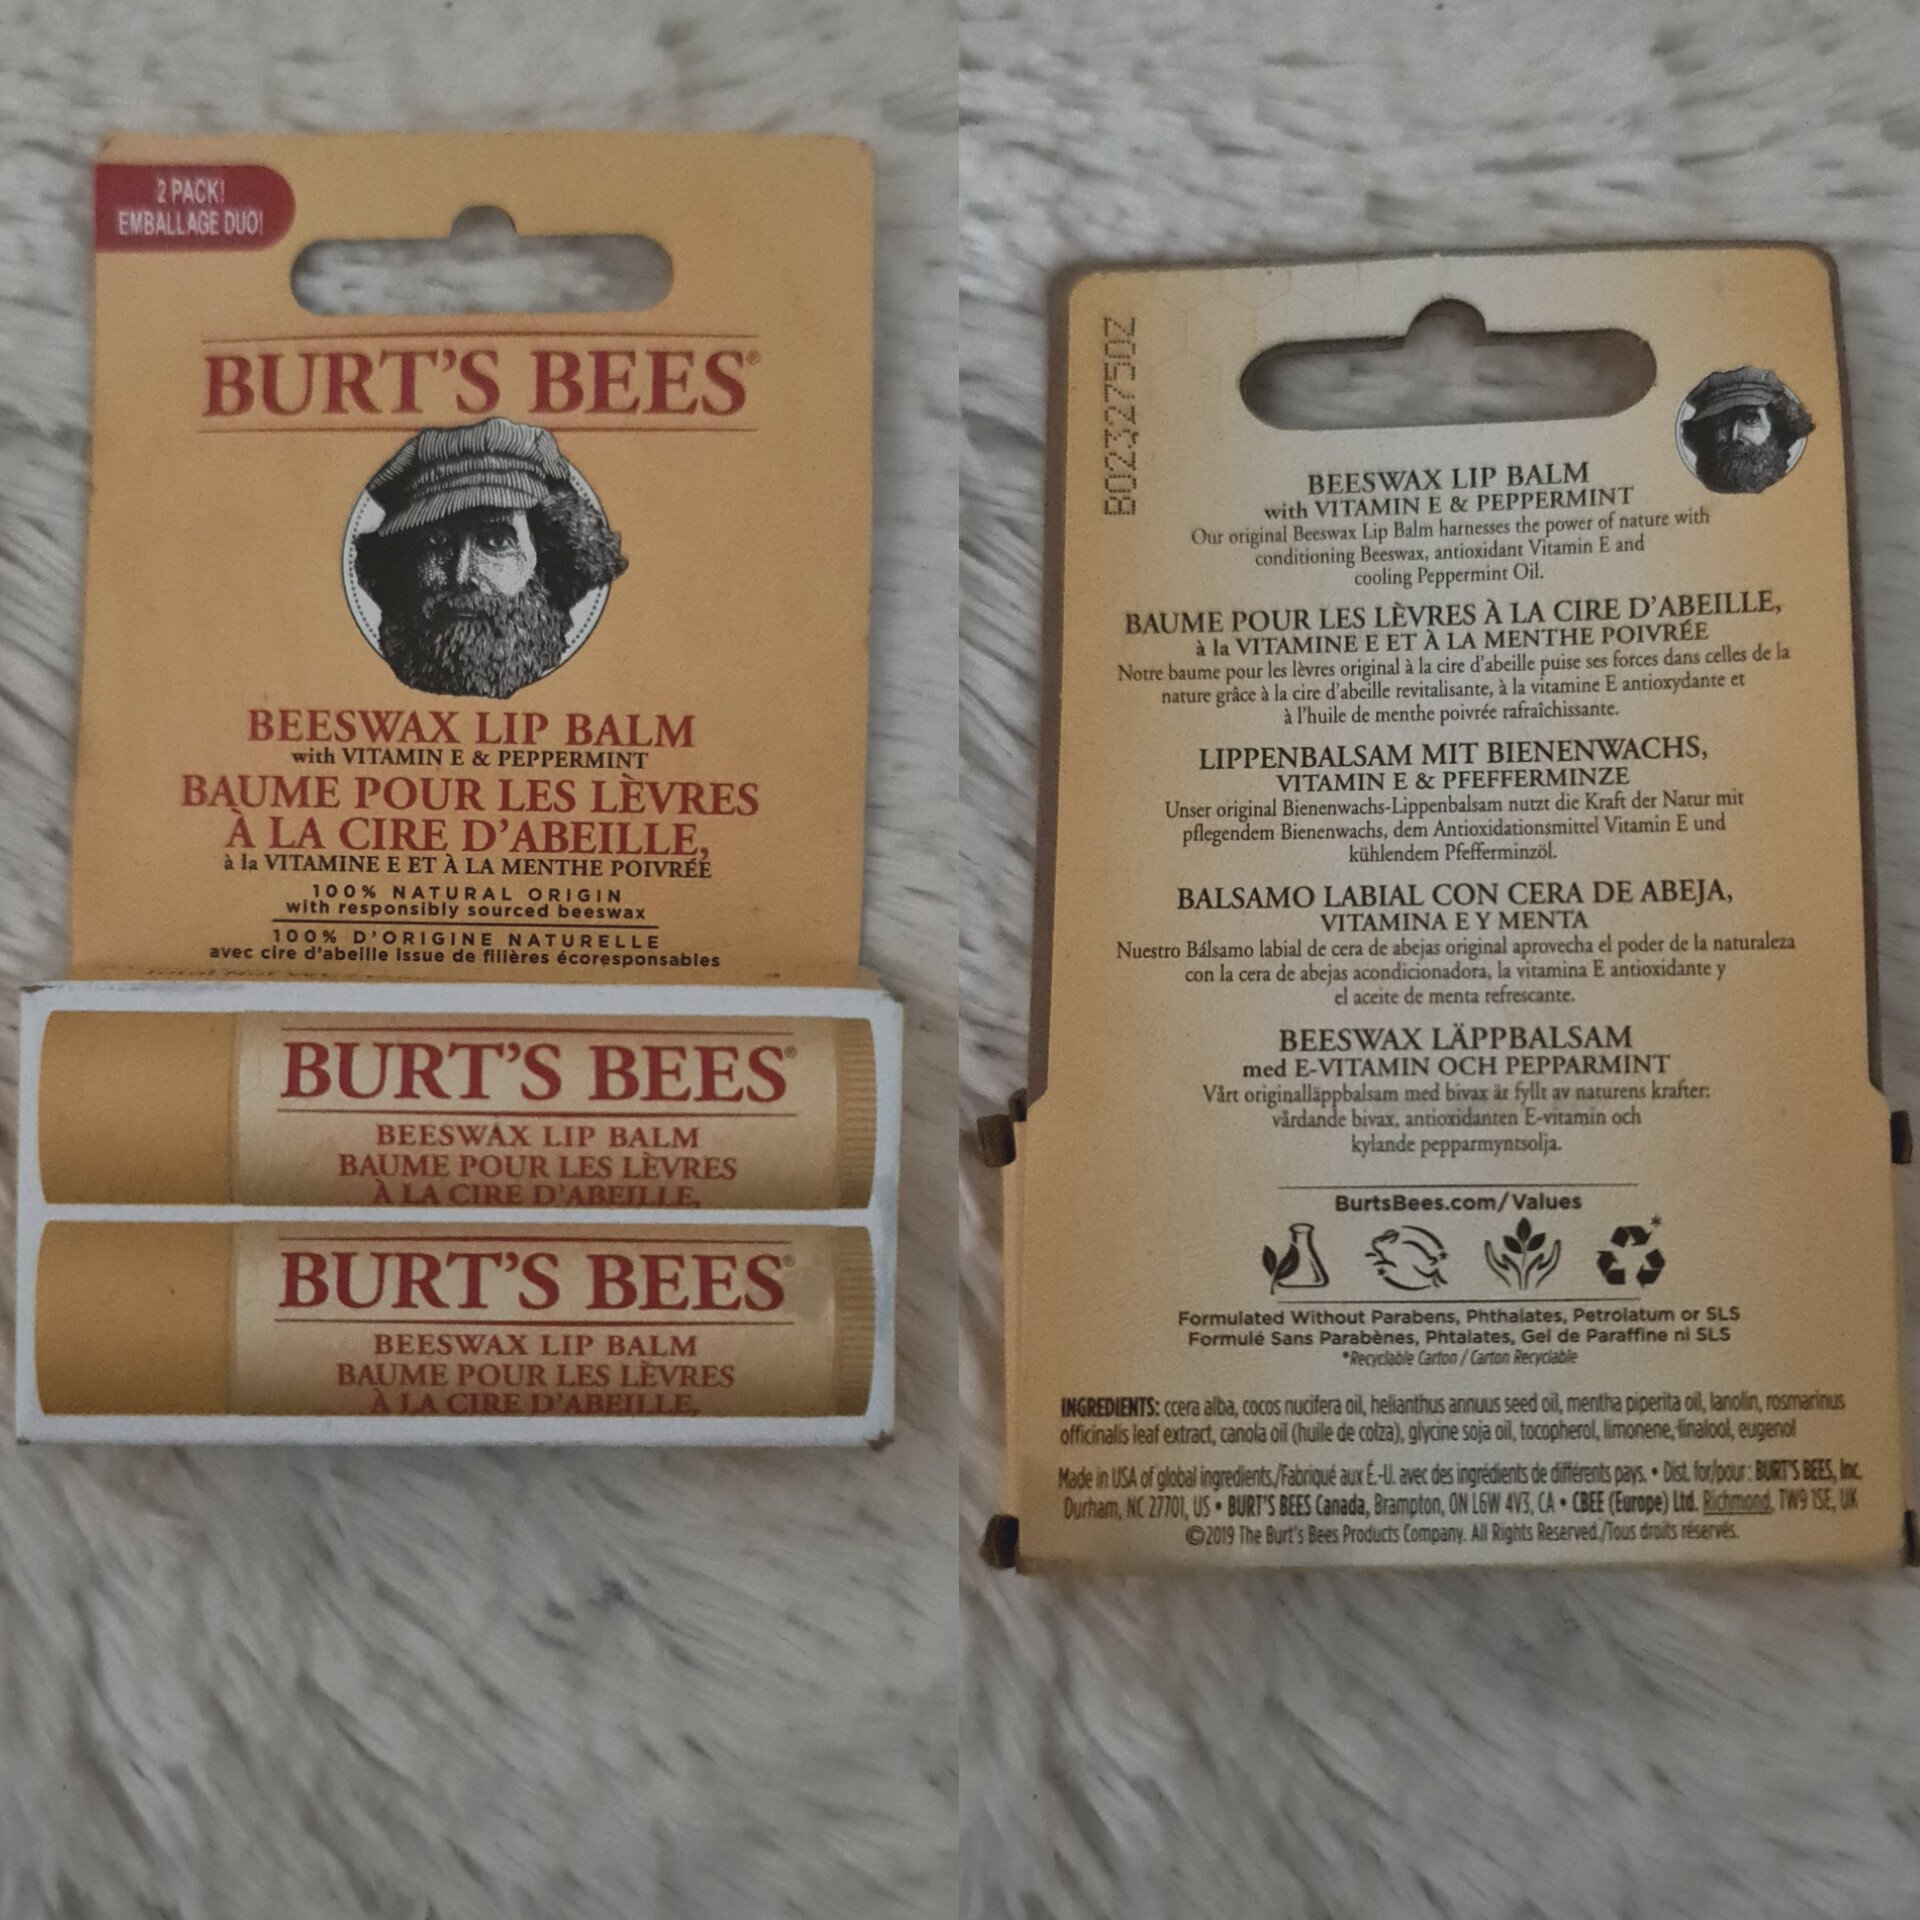 2 PACK!
EMBALLAGE DUO!
BURT'S BEES®
BEESWAX LIP BALM
with VITAMIN E & PEPPERMINT
BAUME POUR LES LÈVRES
À LA CIRE D'ABEILLE,
à la VITAMINE E ET À LA MENTHE POIVRÉE
100% NATURAL ORIGIN
with responsibly sourced beeswax
100% D'ORIGINE NATURELLE
avec cire d'abeille issue de filières écoresponsables
BURT'S BEES®
BEESWAX LIP BALM
BAUME POUR LES LÈVRES
À LA CIRE D'ABEILLE,
BURT'S BEES®
BEESWAX LIP BALM
BAUME POUR LES LÈVRES
À LA CIRE D'ABEILLE,
BEESWAX LIP BALM
with VITAMIN E & PEPPERMINT
Our original Beeswax Lip Balm harnesses the power of nature with
conditioning Beeswax, antioxidant Vitamin E and
cooling Peppermint Oil.
BAUME POUR LES LÈVRES À LA CIRE D'ABEILLE,
à la VITAMINE E ET À LA MENTHE POIVRÉE
Notre baume pour les lèvres original à la cire d'abeille puise ses forces dans celles de la
nature grâce à la cire d'abeille revitalisante, à la vitamine E antioxydante et
à l'huile de menthe poivrée rafraîchissante.
LIPPENBALSAM MIT BIENENWACHS,
VITAMIN E & PFEFFERMINZE
Unser original Bienenwachs-Lippenbalsam nutzt die Kraft der Natur mit
pflegendem Bienenwachs, dem Antioxidationsmittel Vitamin E und
kühlendem Pfefferminzöl.
BALSAMO LABIAL CON CERA DE ABEJA,
VITAMINA E Y MENTA
Nuestro Bálsamo labial de cera de abejas original aprovecha el poder de la naturaleza
con la cera de abejas acondicionadora, la vitamina E antioxidante y
el aceite de menta refrescante.
BEESWAX LÄPPBALSAM
med E-VITAMIN OCH PEPPARMINT
Vårt originalläppbalsam med bivax är fyllt av naturens krafter:
vårdande bivax, antioxidanten E-vitamin och
kylande pepparmyntsolja.
BurtsBees.com/Values
*
Formulated Without Parabens, Phthalates, Petrolatum or SLS
Formulé Sans Parabènes, Phtalates, Gel de Paraffine ni SLS
*Recyclable Carton / Carton Recyclable
INGREDIENTS: ccera alba, cocos nucifera oil, helianthus annuus seed oil, mentha piperita oil, lanolin, rosmarinus
officinalis leaf extract, canola oil (huile de colza), glycine soja oil, tocopherol, limonene, linalool, eugenol
Made in USA of global ingredients./Fabriqué aux É.-U. avec des ingrédients de différents pays. • Dist. for/pour : BURT'S BEES, Inc.
Durham, NC 27701, US • BURT'S BEES Canada, Brampton, ON L6W 4V3, CA • CBEE (Europe) Ltd. Richmond, TW9 1SE, UK
©2019 The Burt's Bees Products Company. All Rights Reserved./Tous droits réservés.